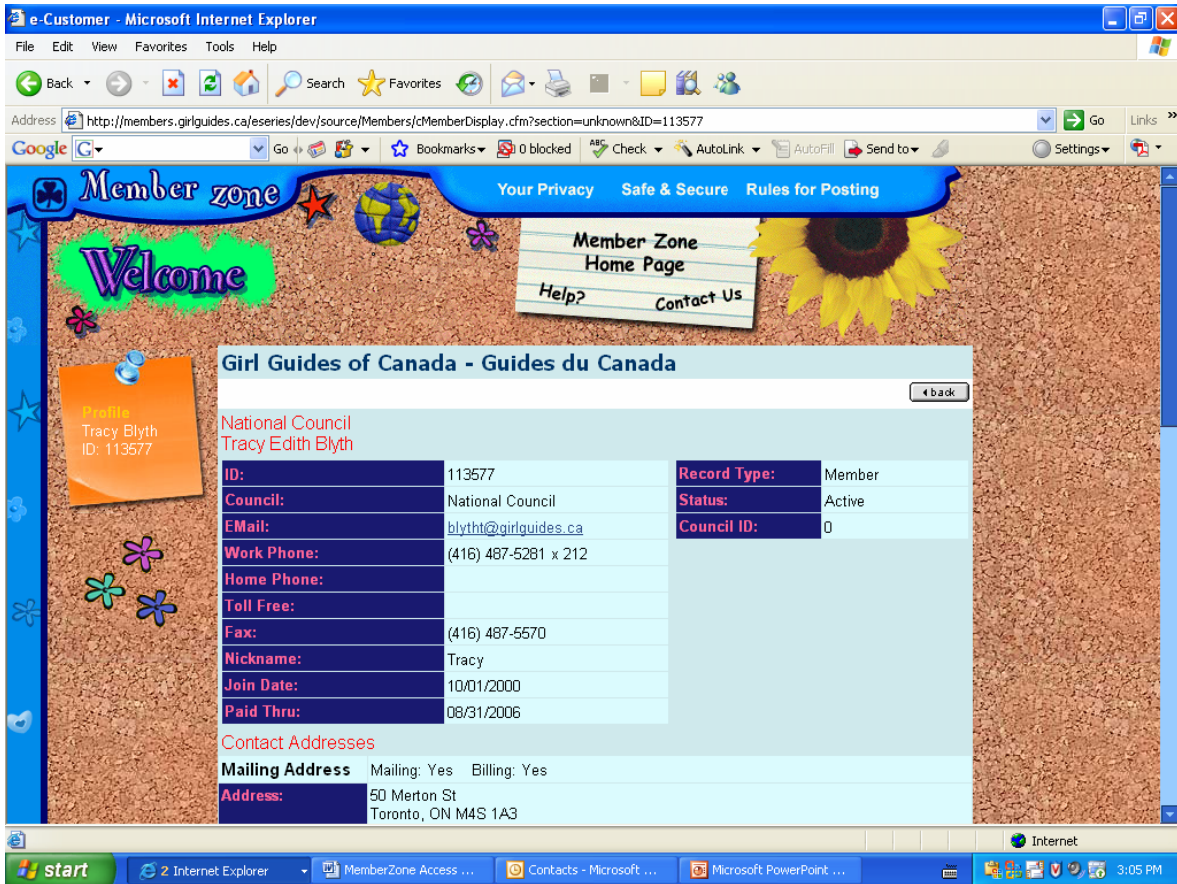 e-Customer - Microsoft Internet Explorer
File Edit View Favorites Tools Help
Back Search Favorites
Address http://members.girlguides.ca/eseries/dev/source/Members/cMemberDisplay.cfm?section=unknown&ID=113577 Go Links »
Google G Go Bookmarks 0 blocked ABC Check AutoLink AutoFill Send to Settings
Member zone Your Privacy Safe & Secure Rules for Posting
Welcome
Member Zone
Home Page
Help? Contact Us
Girl Guides of Canada - Guides du Canada
back
Profile
Tracy Blyth
ID: 113577
National Council
Tracy Edith Blyth
ID: 113577 Record Type: Member
Council: National Council Status: Active
EMail: blytht@girlguides.ca Council ID: 0
Work Phone: (416) 487-5281 x 212
Home Phone:
Toll Free:
Fax: (416) 487-5570
Nickname: Tracy
Join Date: 10/01/2000
Paid Thru: 08/31/2006
Contact Addresses
Mailing Address Mailing: Yes Billing: Yes
Address: 50 Merton St
Toronto, ON M4S 1A3
Internet
start 2 Internet Explorer MemberZone Access ... Contacts - Microsoft ... Microsoft PowerPoint ... 3:05 PM